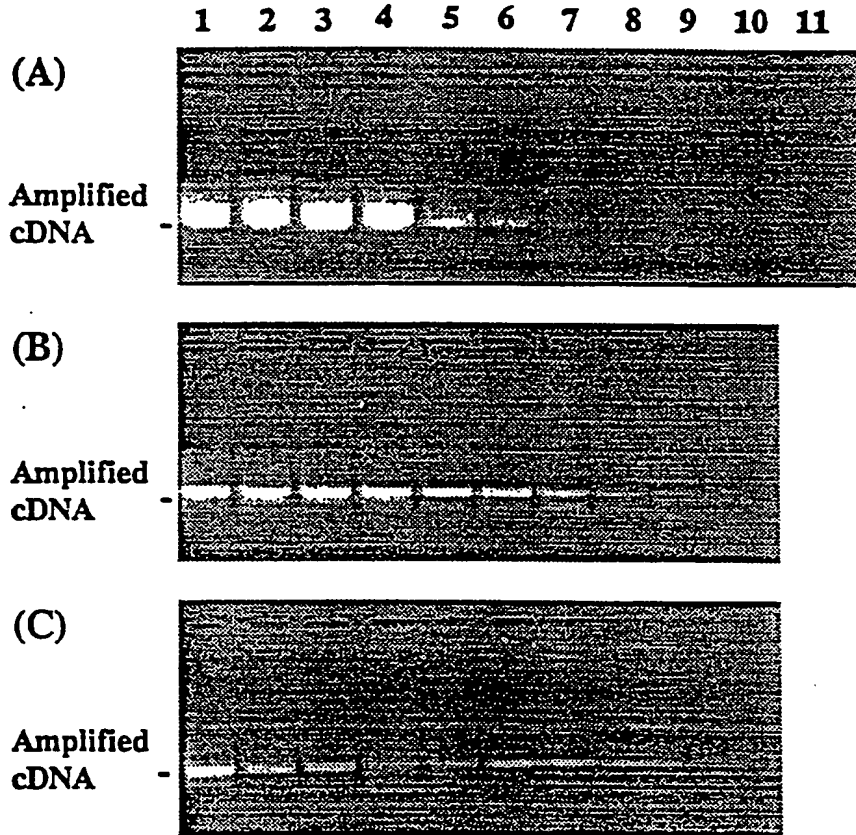 1 2 3 4 5 6 7 8 9 10 11
(A)
Amplified
cDNA -
(B)
Amplified
cDNA -
(C)
Amplified
cDNA -